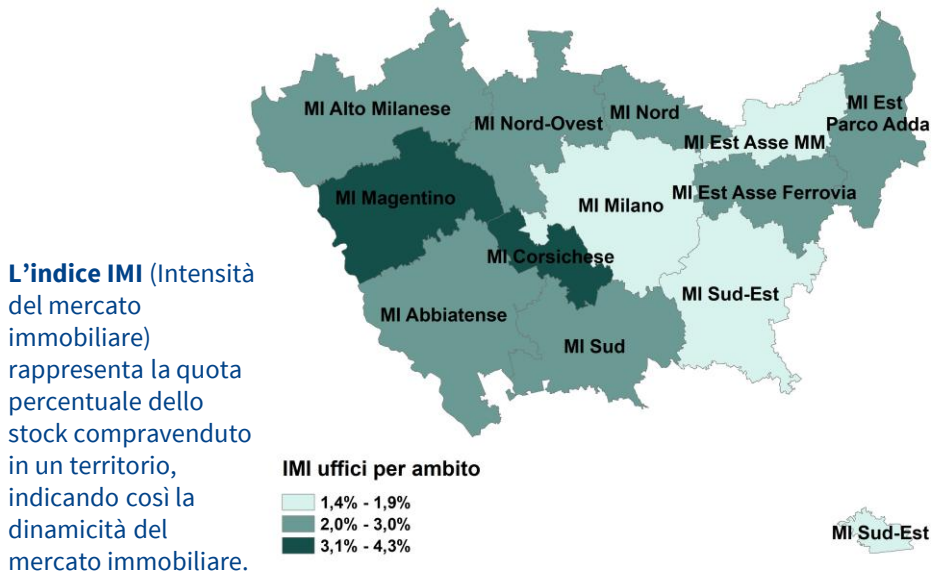 MI Alto Milanese
MI Nord-Ovest
MI Nord
MI Est Asse MM
MI Est
Parco Adda
MI Magentino
MI Milano
MI Est Asse Ferrovia
MI Corsichese
MI Sud-Est
MI Abbiatense
MI Sud
L'indice IMI (Intensità
del mercato
immobiliare)
rappresenta la quota
percentuale dello
stock compravenduto
in un territorio,
indicando così la
dinamicità del
mercato immobiliare.
IMI uffici per ambito
1,4% - 1,9%
2,0% - 3,0%
3,1% - 4,3%
MI Sud-Est